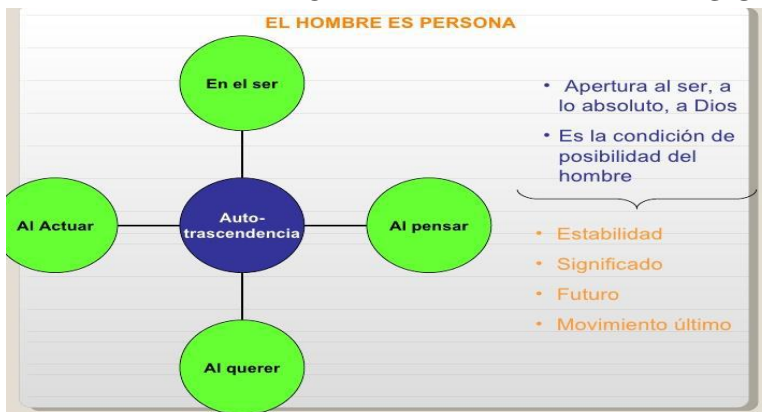 EL HOMBRE ES PERSONA
En el ser
Al Actuar
Auto-
trascendencia
Al pensar
Al querer
• Apertura al ser, a
lo absoluto, a Dios
• Es la condición de
posibilidad del
hombre
• Estabilidad
• Significado
• Futuro
• Movimiento último